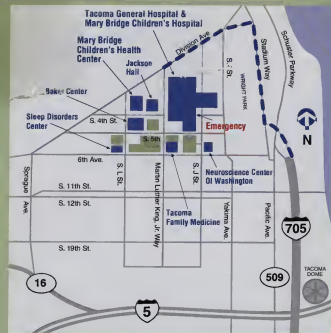 Tacoma General Hospital &
Mary Bridge Children's Hospital
Mary Bridge
Children's Health
Center
Jackson
Hall
Division Ave
Stadium Way
Schuster Parkway
WRIGHT PARK
Baker Center
S. 4th St.
Sleep Disorders
Center
S. 5th
Emergency
N
6th Ave.
Neuroscience Center
Of Washington
Tacoma
Family Medicine
S. L St.
Martin Luther King, Jr. Way
S. J St.
Yakima Ave.
Pacific Ave.
Sprague
Ave.
S. 11th St.
S. 12th St.
S. 19th St.
705
509
TACOMA
DOME
16
5